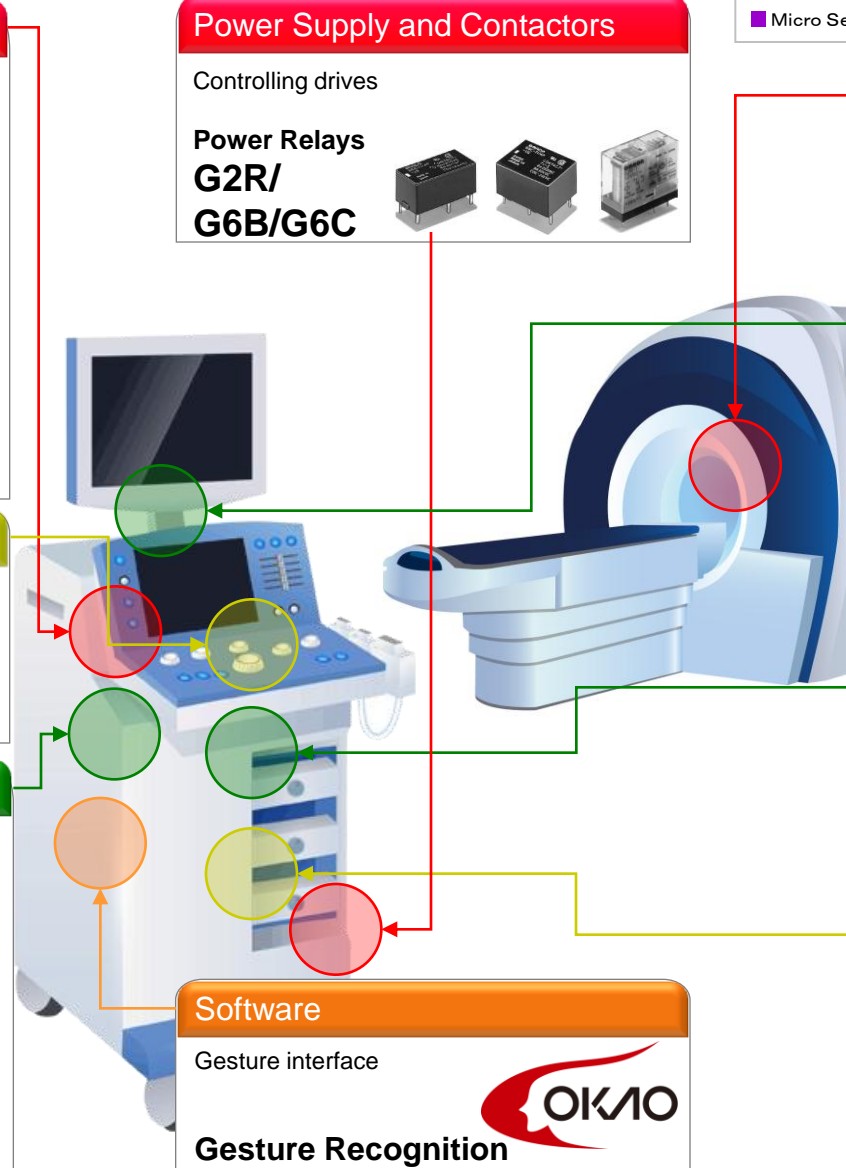 Power Supply and Contactors
Micro Se
Controlling drives
Power Relays
G2R/
G6B/G6C
Software
Gesture interface
OKAO
Gesture Recognition